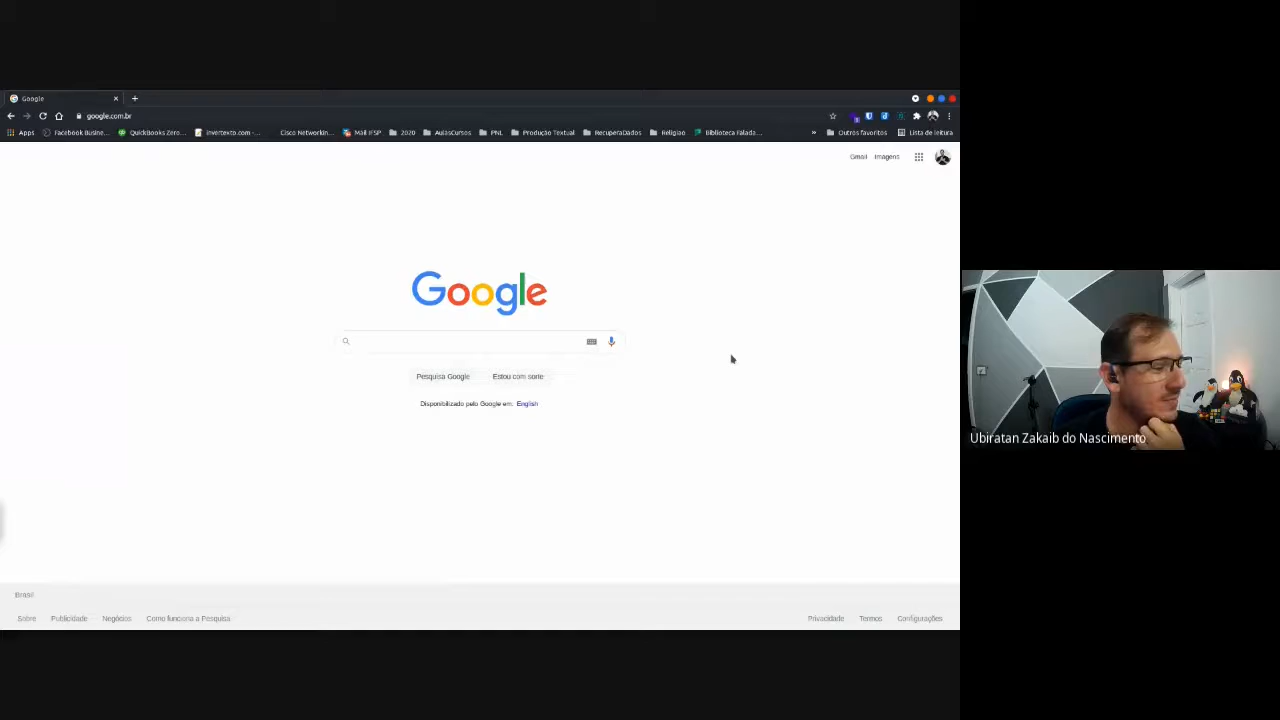 Google
google.com.br
Apps Facebook Busine... QuickBooks Zero... invertexto.com -... Cisco Networkin... Mail IFSP 2020 AulasCursos PNL Produção Textual RecuperaDados Religiao Biblioteca Falada... » Outros favoritos Lista de leitura
Gmail Imagens
Google
Pesquisa Google Estou com sorte
Disponibilizado pelo Google em: English
Ubiratan Zakaib do Nascimento
Brasil
Sobre Publicidade Negócios Como funciona a Pesquisa Privacidade Termos Configurações